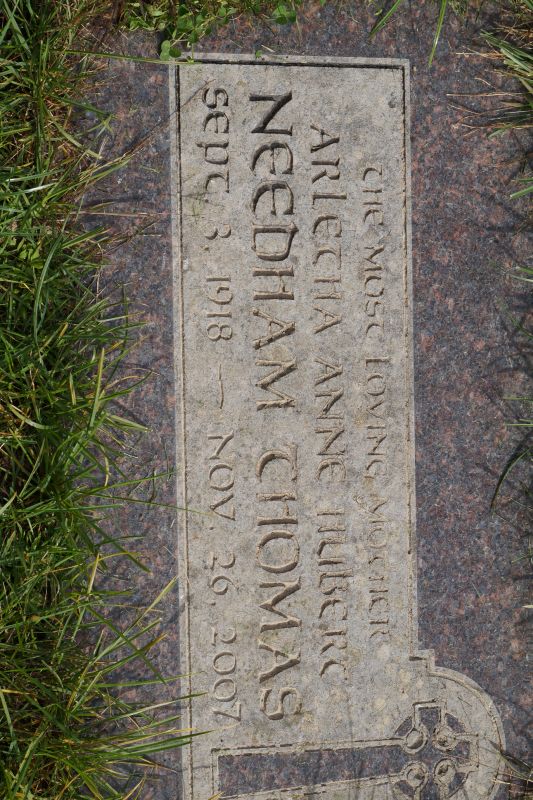 THE MOST LOVING MOTHER
ARLETHA ANNE HUBERT
NEEDHAM THOMAS
SEPT. 3, 1918 — NOV. 26, 2007